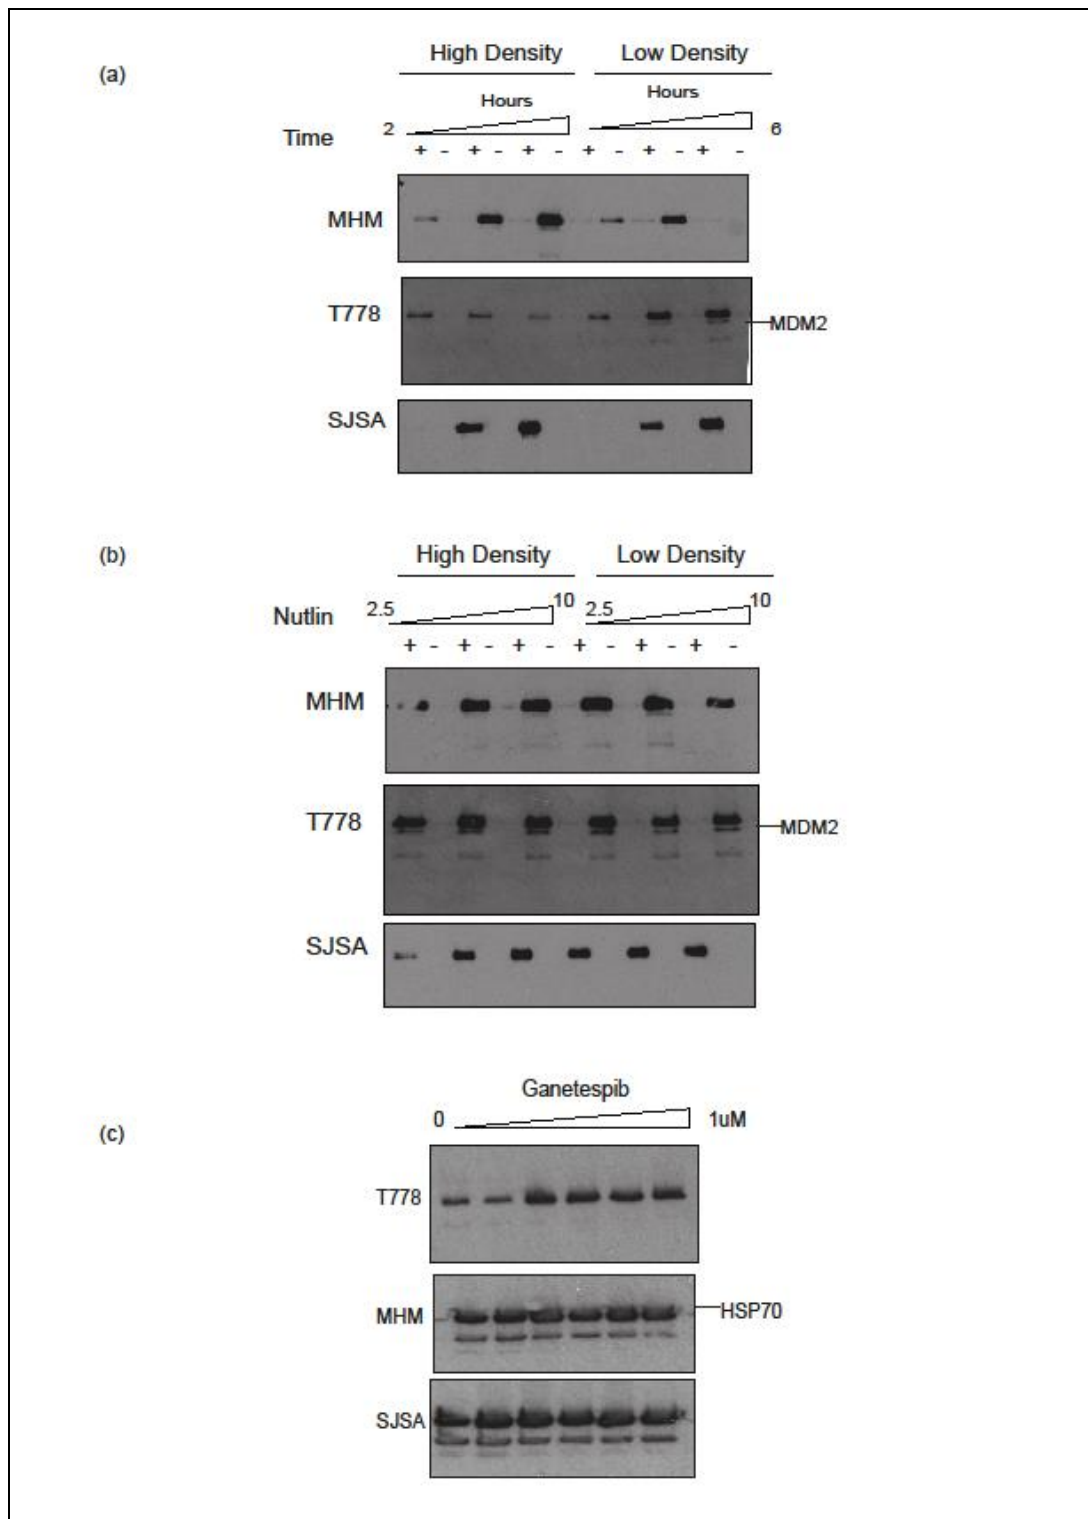 (a)
High Density Low Density
Hours Hours
Time 2 6
+ - + - + - + - + - + -
MHM
T778
MDM2
SJSA
(b)
High Density Low Density
Nutlin 2.5 10 2.5 10
+ - + - + - + - + - + -
MHM
T778
MDM2
SJSA
(c)
Ganetespib
0 1uM
T778
MHM
HSP70
SJSA